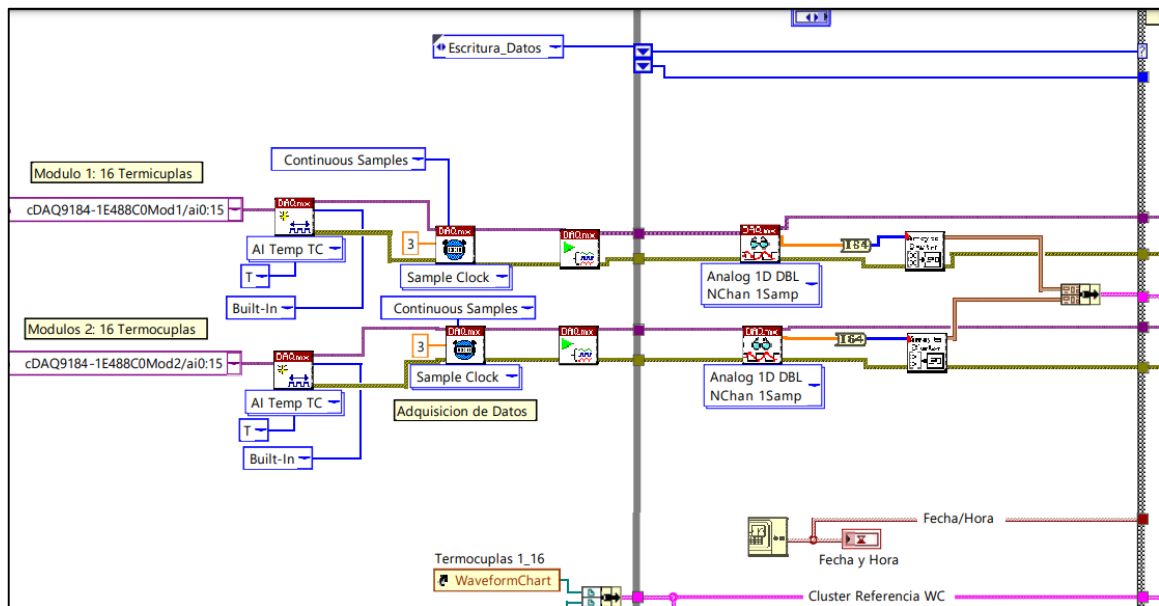 Escritura_Datos
Continuous Samples
Modulo 1: 16 Termicuplas
cDAQ9184-1E488C0Mod1/ai0:15
DAQmx
DAQmx
DAQmx
DAQmx
AI Temp TC
3
Sample Clock
I64
Analog 1D DBL
NChan 1Samp
T
Built-In
Continuous Samples
Modulos 2: 16 Termocuplas
cDAQ9184-1E488C0Mod2/ai0:15
DAQmx
DAQmx
DAQmx
DAQmx
3
Sample Clock
I64
AI Temp TC
Analog 1D DBL
NChan 1Samp
T
Adquisicion de Datos
Built-In
Fecha/Hora
Fecha y Hora
Termocuplas 1_16
WaveformChart
Cluster Referencia WC